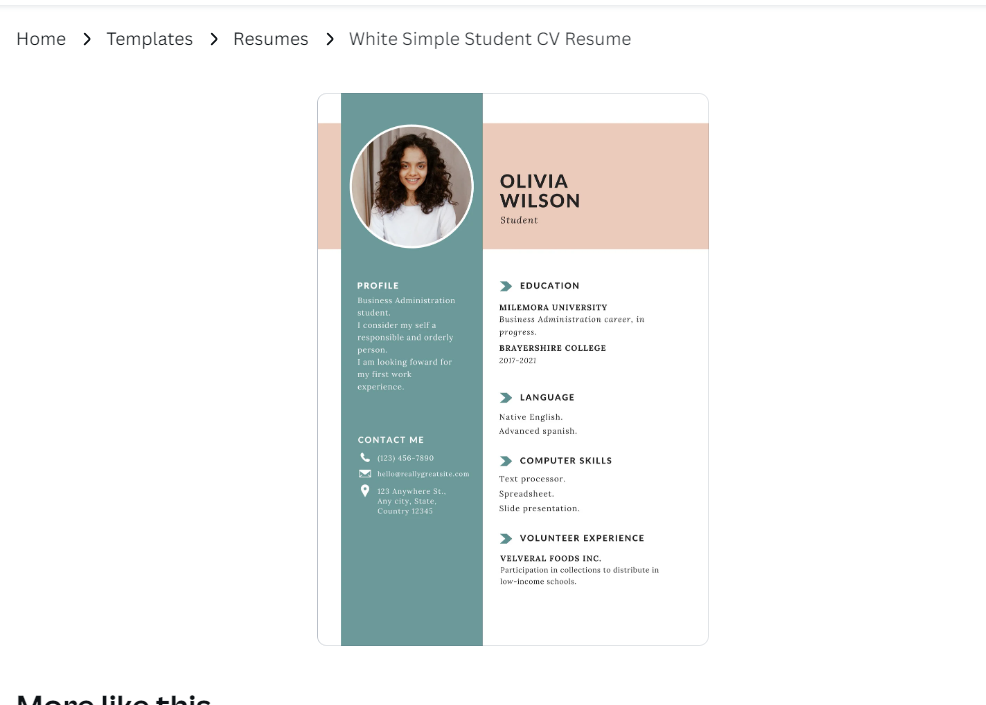 Home > Templates > Resumes > White Simple Student CV Resume
OLIVIA
WILSON
Student
PROFILE
Business Administration
student.
I consider my self a
responsible and orderly
person.
I am looking foward for
my first work
experience.
CONTACT ME
(123) 456-7890
hello@reallygreatsite.com
123 Anywhere St.,
Any city, State,
Country 12345
EDUCATION
MILEMORA UNIVERSITY
Business Administration career, in
progress.
BRAYERSHIRE COLLEGE
2017-2021
LANGUAGE
Native English.
Advanced spanish.
COMPUTER SKILLS
Text processor.
Spreadsheet.
Slide presentation.
VOLUNTEER EXPERIENCE
VELVERAL FOODS INC.
Participation in collections to distribute in
low-income schools.
More like this